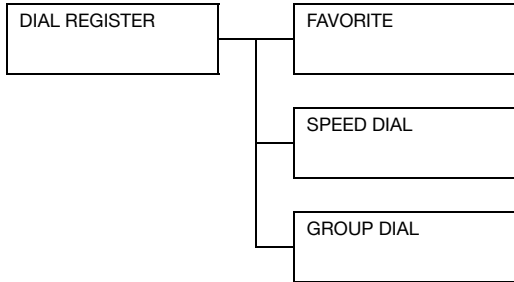 DIAL REGISTER
FAVORITE
SPEED DIAL
GROUP DIAL